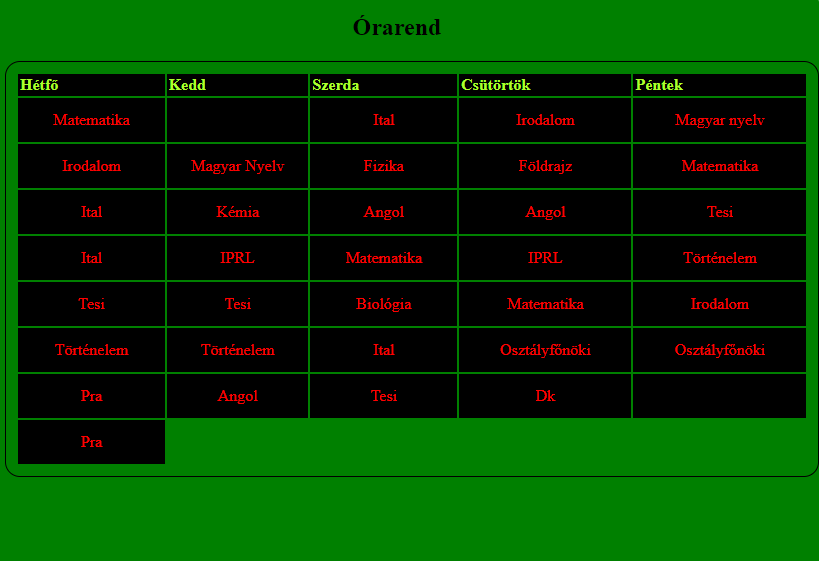 Órarend
Hétfő Kedd Szerda Csütörtök Péntek
Matematika Ital Irodalom Magyar nyelv
Irodalom Magyar Nyelv Fizika Földrajz Matematika
Ital Kémia Angol Angol Tesi
Ital IPRL Matematika IPRL Történelem
Tesi Tesi Biológia Matematika Irodalom
Történelem Történelem Ital Osztályfőnöki Osztályfőnöki
Pra Angol Tesi Dk
Pra